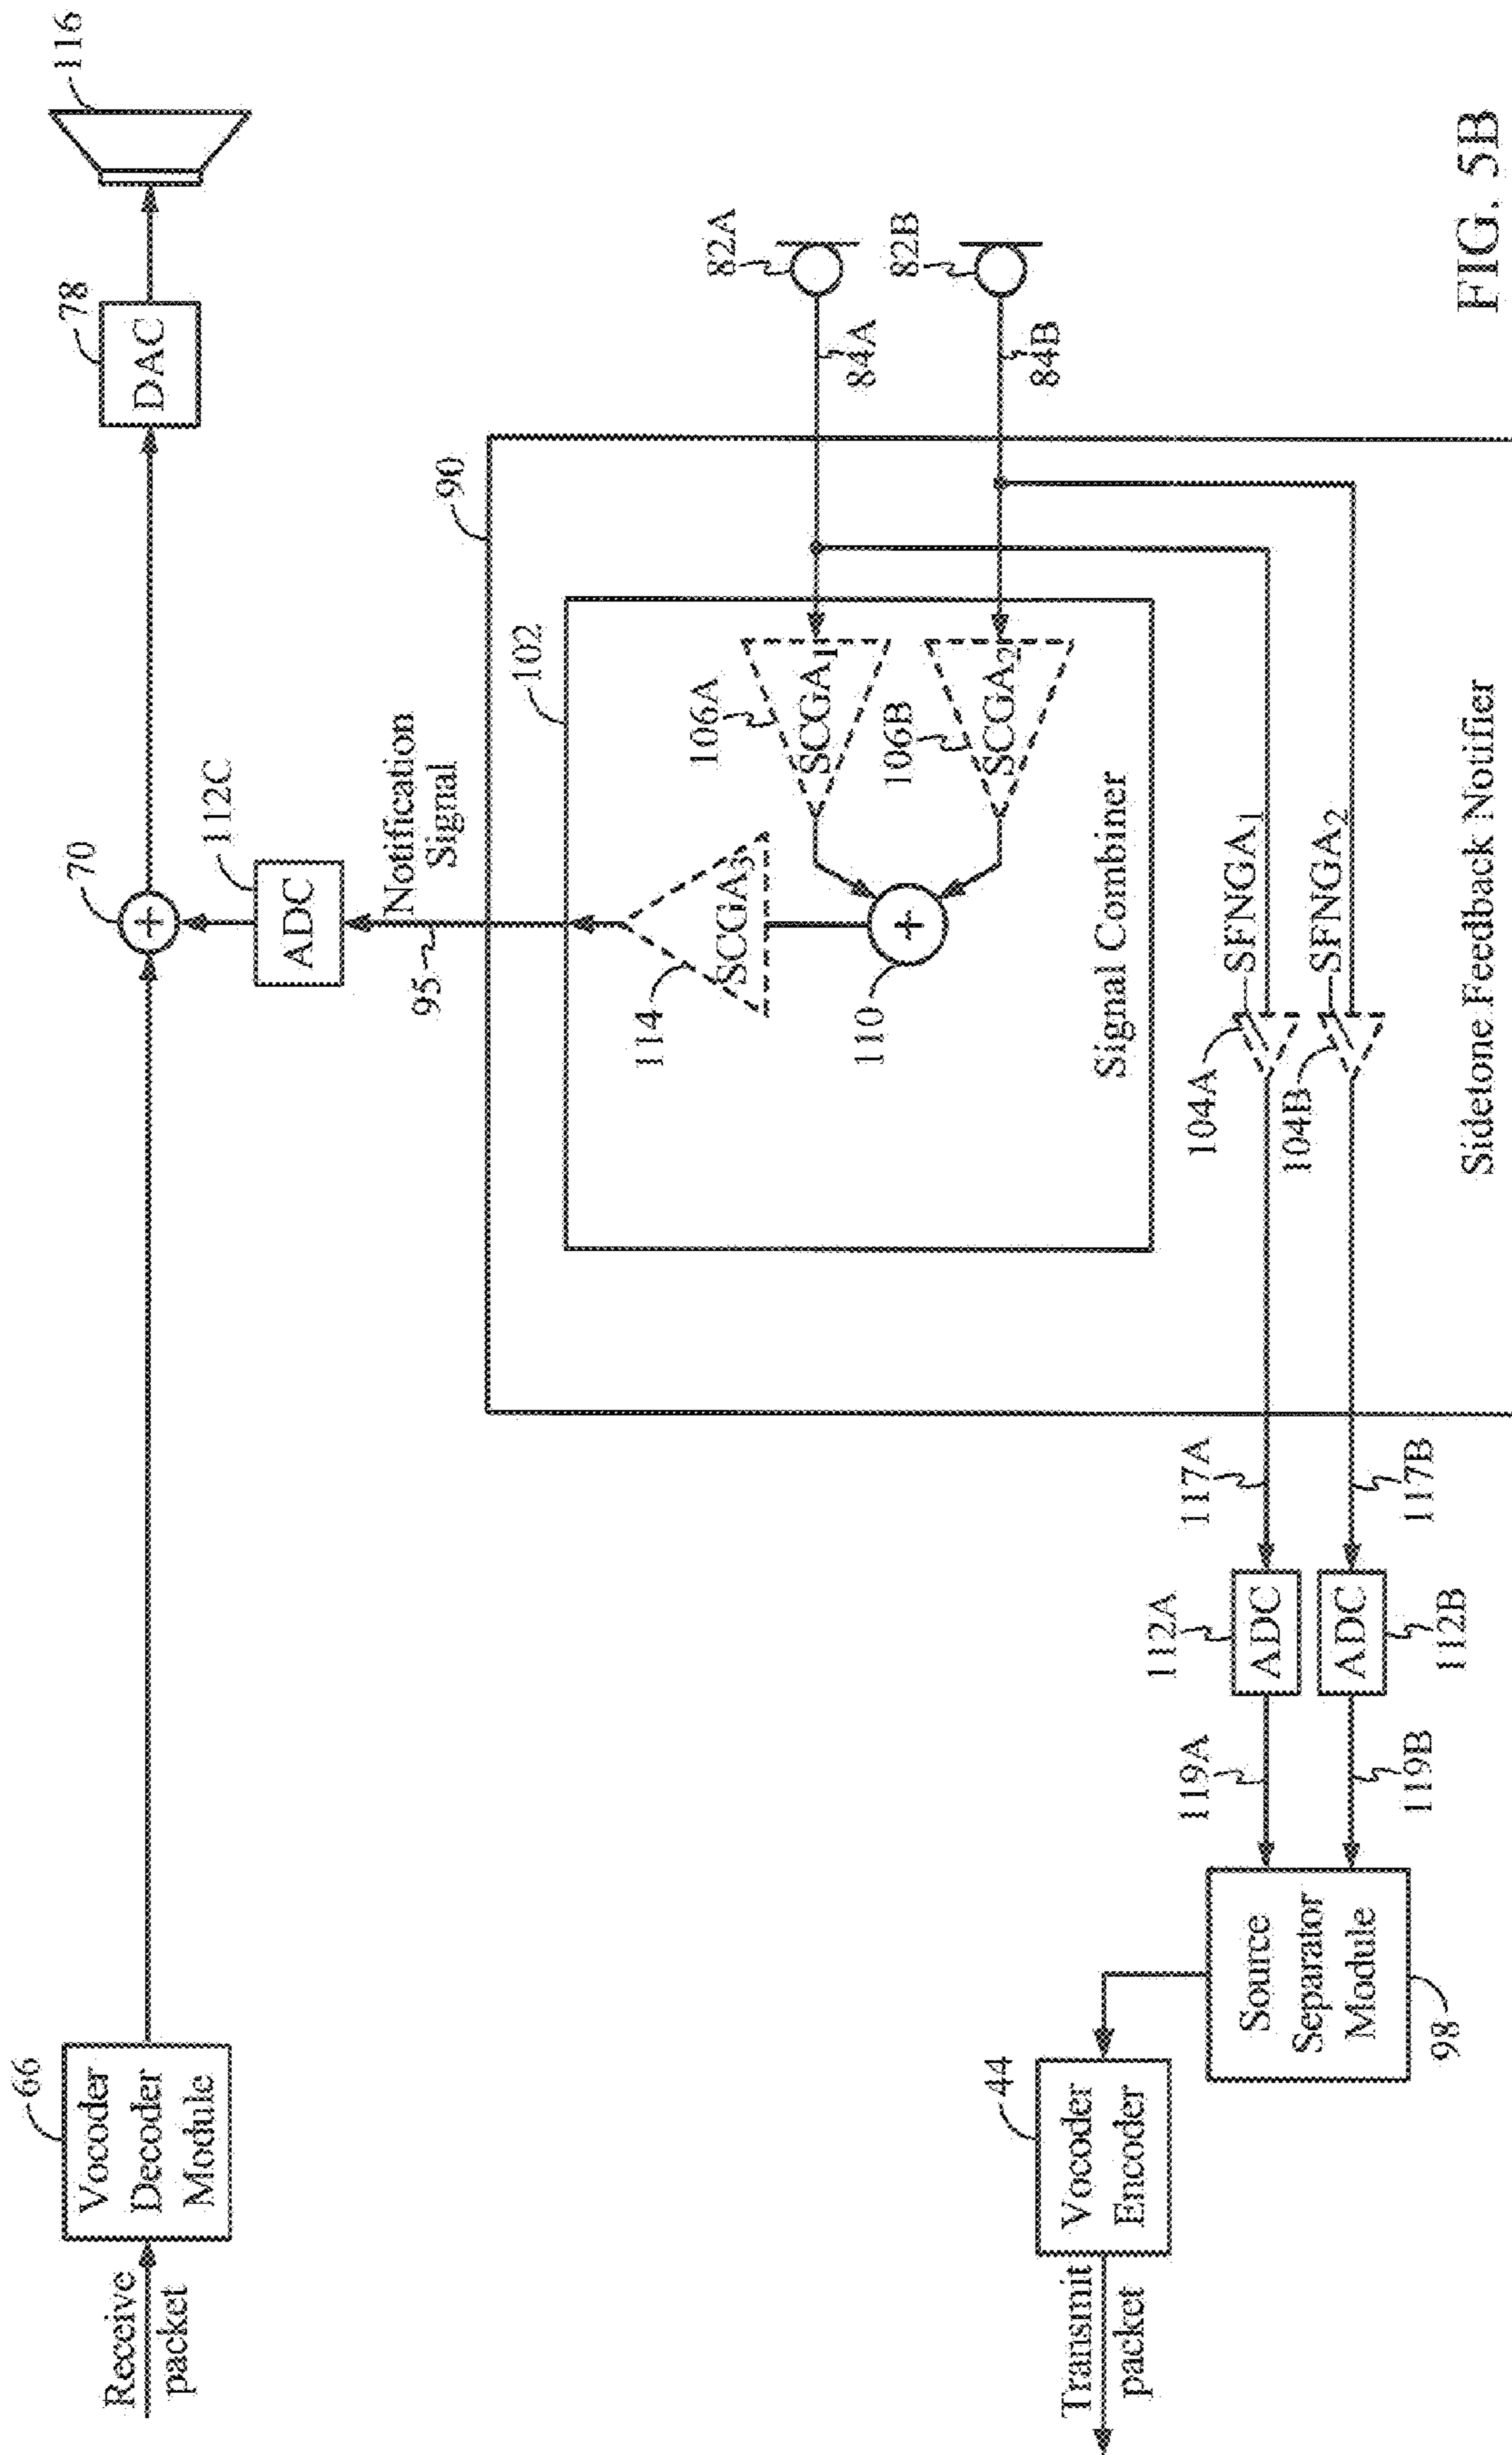 Receive
packet
66
Vocoder
Decoder
Module
70
78
DAC
116
112C
ADC
Notification
Signal
95
90
102
114
SCGA3
110
106A
SCGA1
106B
SCGA2
Signal Combiner
82A
84A
82B
84B
104A
SFNGA1
104B
SFNGA2
Sidetone Feedback Notifier
117A
117B
112A
ADC
ADC
112B
119A
119B
Source
Separator
Module
98
44
Vocoder
Encoder
Transmit
packet
FIG. 5B